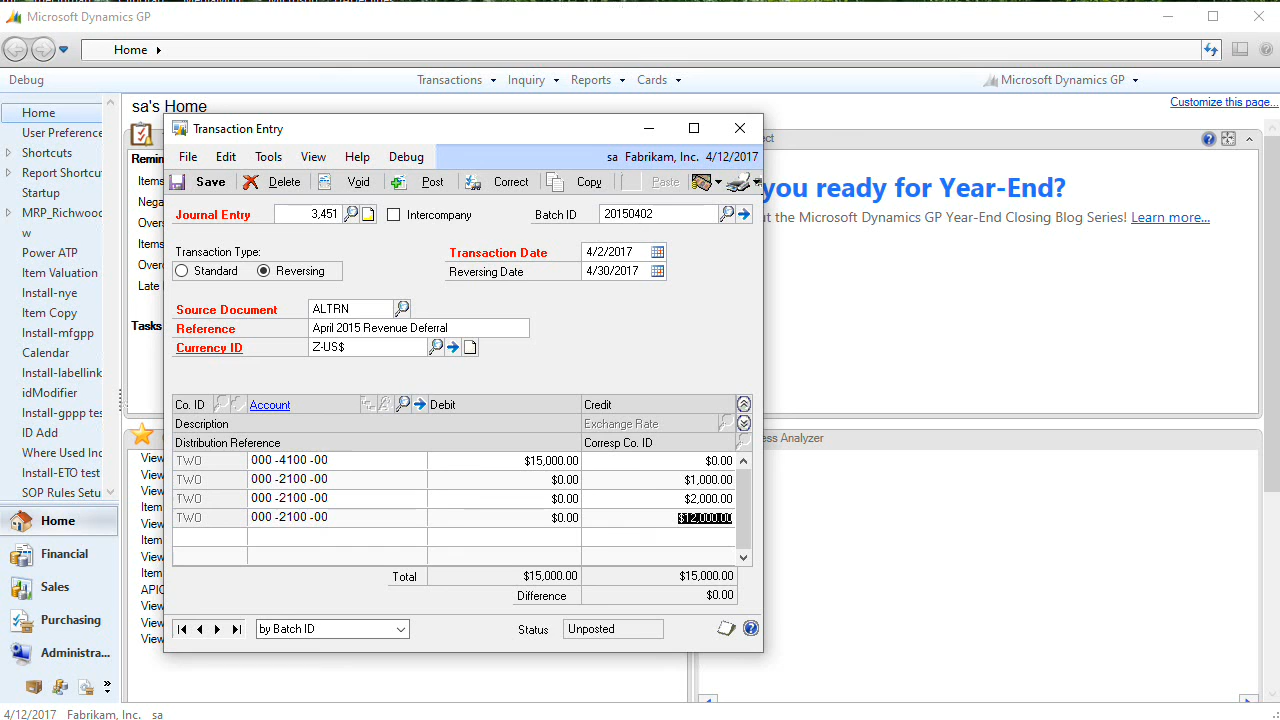 Microsoft Dynamics GP
Home
Debug Transactions Inquiry Reports Cards Microsoft Dynamics GP
Customize this page...
sa's Home
Home
User Preference
Shortcuts
Report Shortcu
Startup
MRP_Richwood
w
Power ATP
Item Valuation
Install-nye
Item Copy
Install-mfgpp
Calendar
Install-labellink
idModifier
Install-gppp tes
ID Add
Where Used Inc
Install-ETO test
SOP Rules Setu
Home
Financial
Sales
Purchasing
Administra...
Remin
Items
Nega
Overs
Items
Overd
Late
Tasks
View
View
View
Item
View
Item
View
Item
APIC
View
View
View
ect
you ready for Year-End?
ut the Microsoft Dynamics GP Year-End Closing Blog Series! Learn more...
ess Analyzer
Transaction Entry
File Edit Tools View Help Debug sa Fabrikam, Inc. 4/12/2017
Save Delete Void Post Correct Copy Paste
Journal Entry 3,451 Intercompany Batch ID 20150402
Transaction Type:
Standard Reversing
Transaction Date 4/2/2017
Reversing Date 4/30/2017
Source Document ALTRN
Reference April 2015 Revenue Deferral
Currency ID Z-US$
Co. ID Account Debit Credit
Description Exchange Rate
Distribution Reference Corresp Co. ID
TWO 000 -4100 -00 $15,000.00 $0.00
TWO 000 -2100 -00 $0.00 $1,000.00
TWO 000 -2100 -00 $0.00 $2,000.00
TWO 000 -2100 -00 $0.00 $12,000.00
Total $15,000.00 $15,000.00
Difference $0.00
by Batch ID Status Unposted
4/12/2017 Fabrikam, Inc. sa